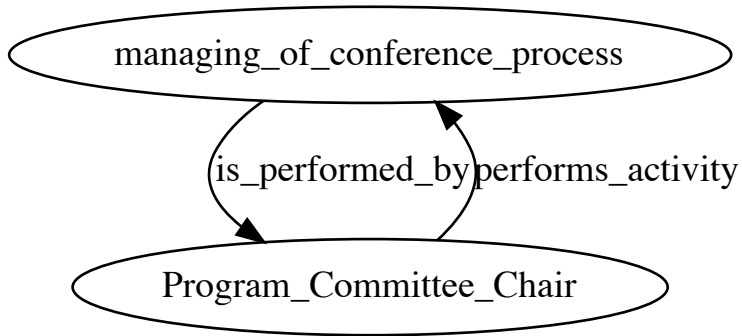 managing_of_conference_process
is_performed_by
performs_activity
Program_Committee_Chair